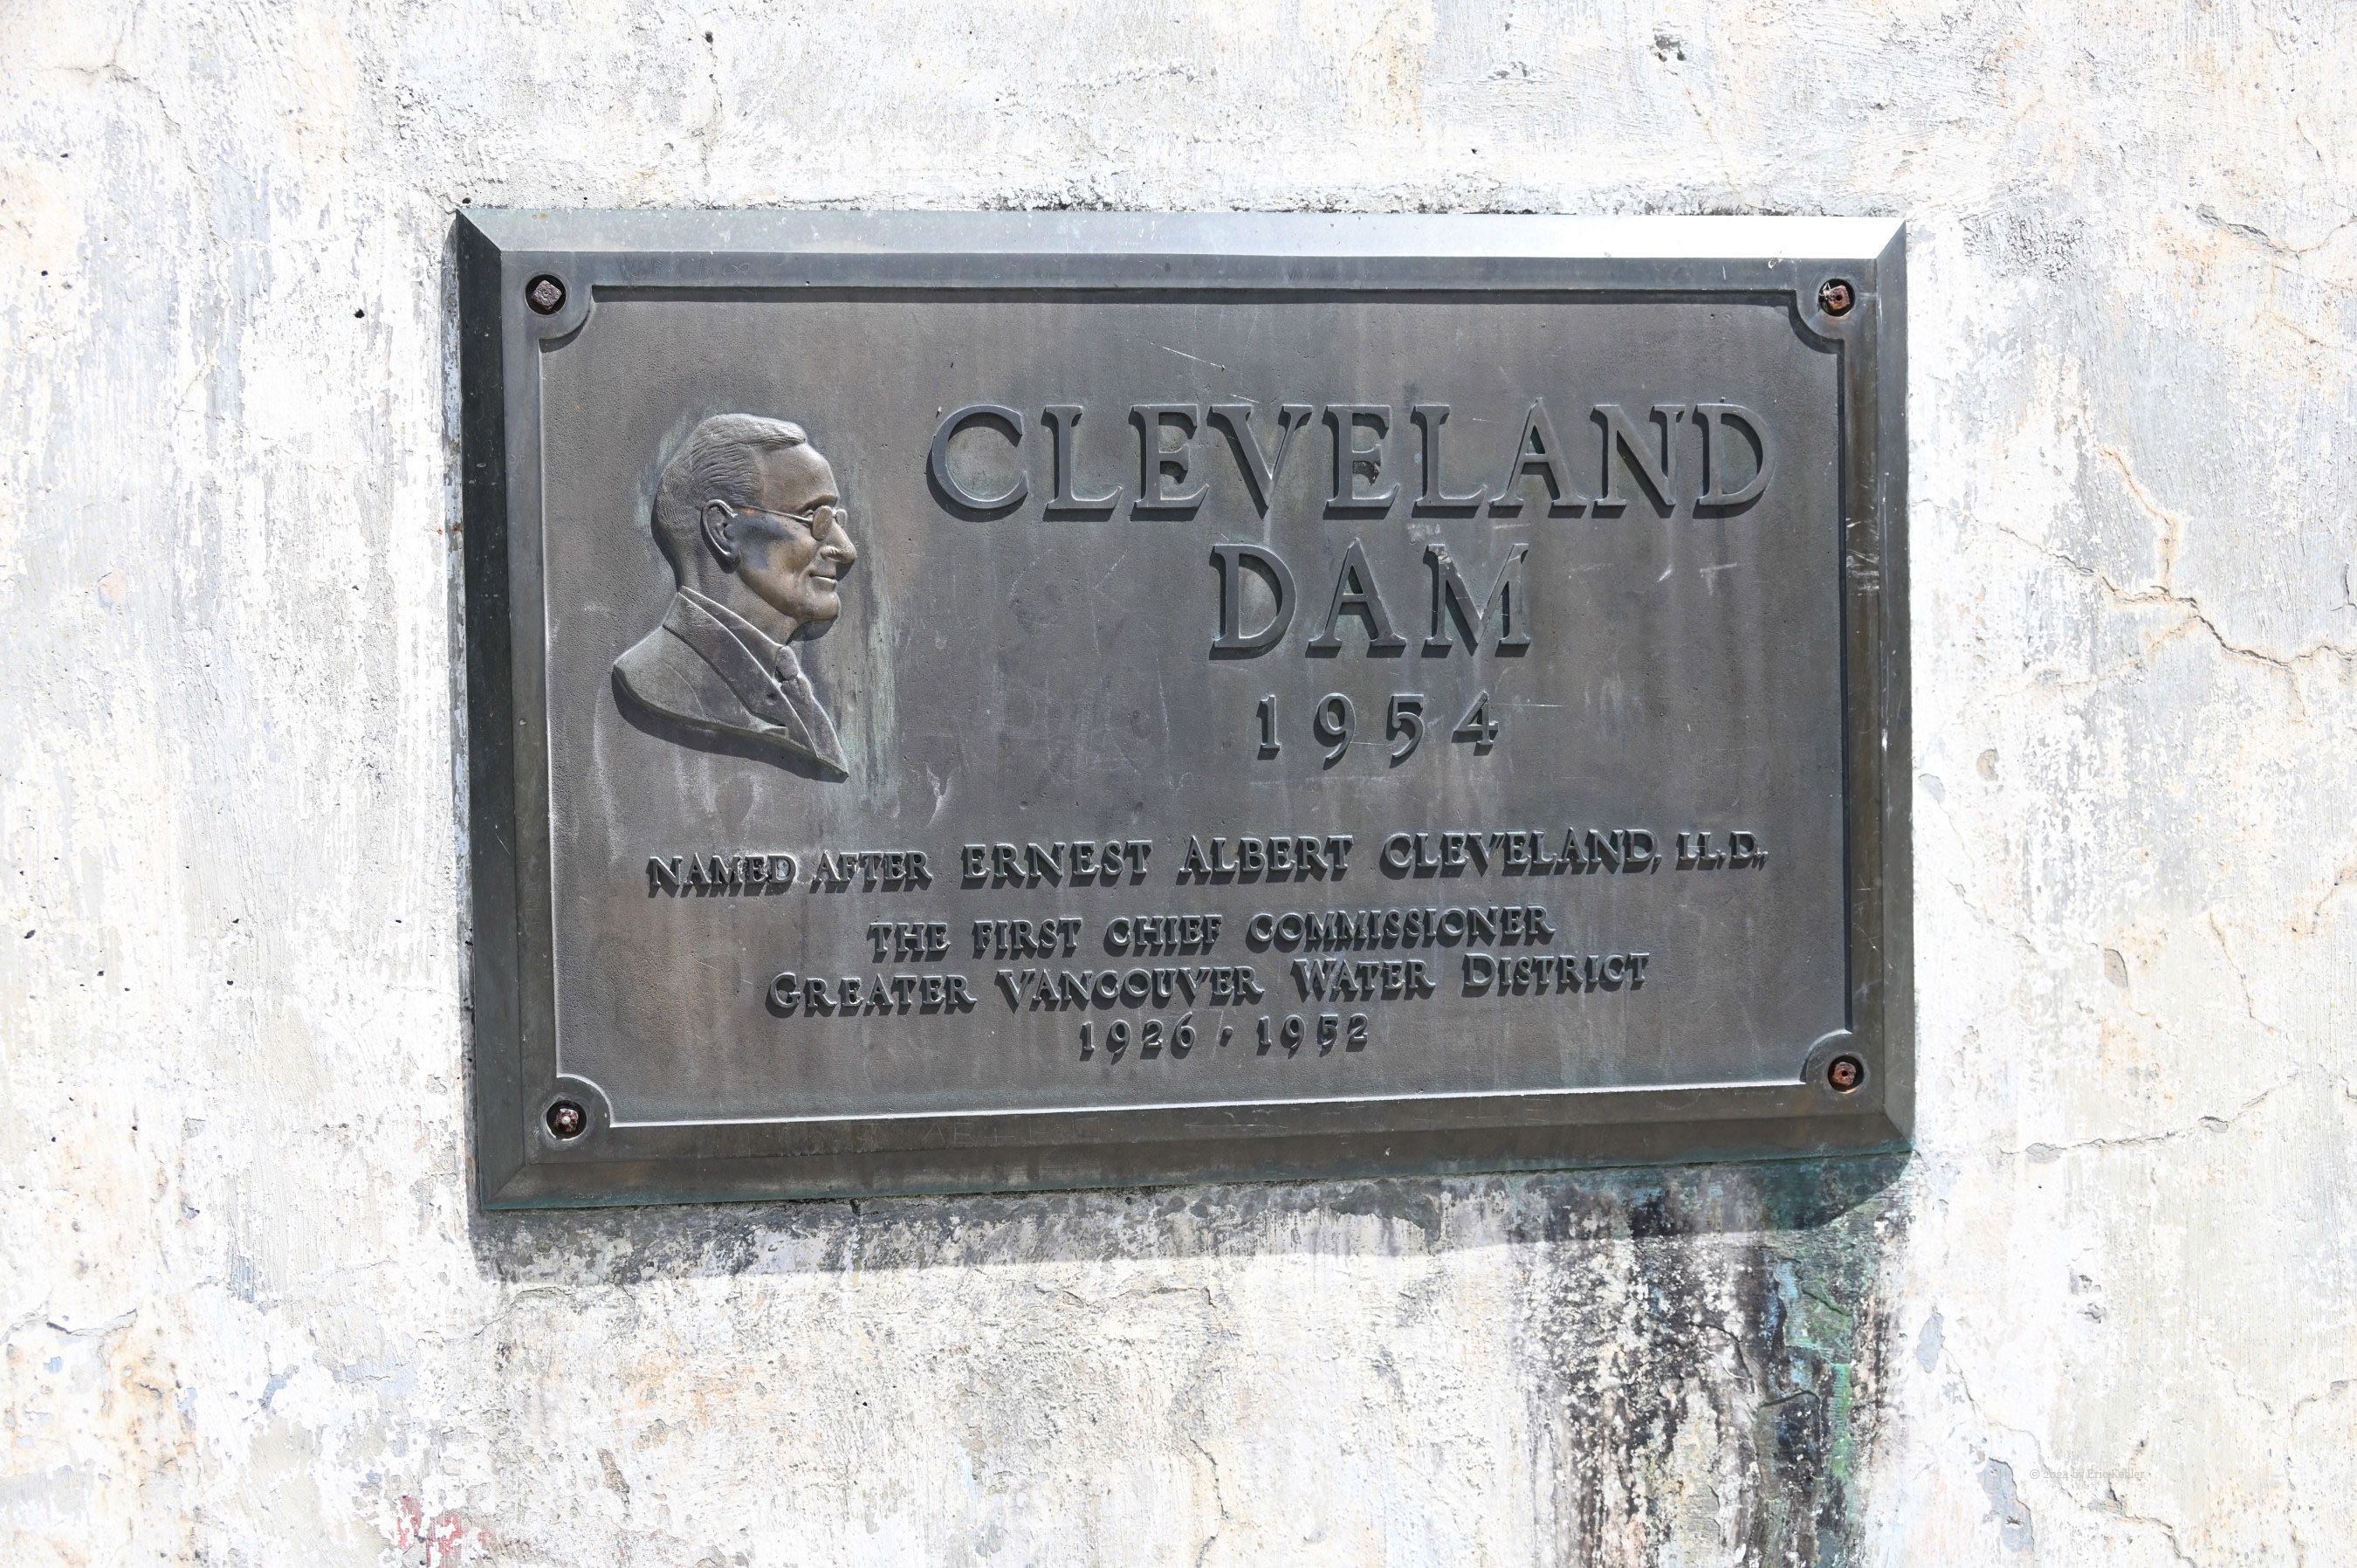 CLEVELAND
DAM
1954
NAMED AFTER ERNEST ALBERT CLEVELAND, LL.D.,
THE FIRST CHIEF COMMISSIONER
GREATER VANCOUVER WATER DISTRICT
1926 · 1952